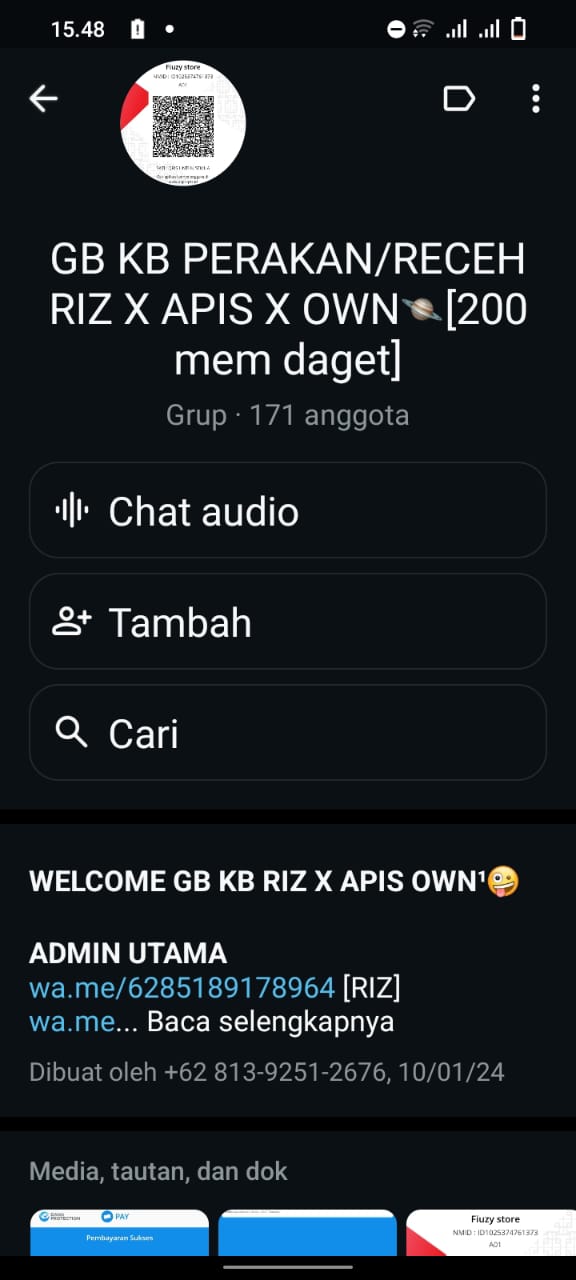 15.48
Fiuzy store
NMID : ID1025374761373
A01
GB KB PERAKAN/RECEH
RIZ X APIS X OWN🪐[200
mem daget]
Grup · 171 anggota
Chat audio
Tambah
Cari
WELCOME GB KB RIZ X APIS OWN¹🤪
ADMIN UTAMA
wa.me/6285189178964 [RIZ]
wa.me... Baca selengkapnya
Dibuat oleh +62 813-9251-2676, 10/01/24
Media, tautan, dan dok
DANA PROTECTION
PAY
Pembayaran Sukses
Fiuzy store
NMID : ID1025374761373
A01